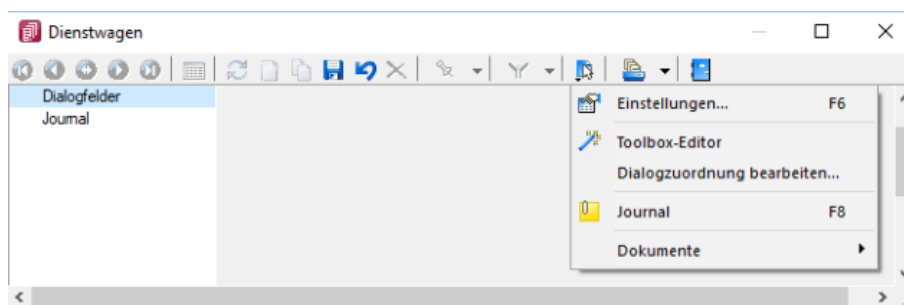 Dienstwagen
Dialogfelder
Journal
Einstellungen... F6
Toolbox-Editor
Dialogzuordnung bearbeiten...
Journal F8
Dokumente